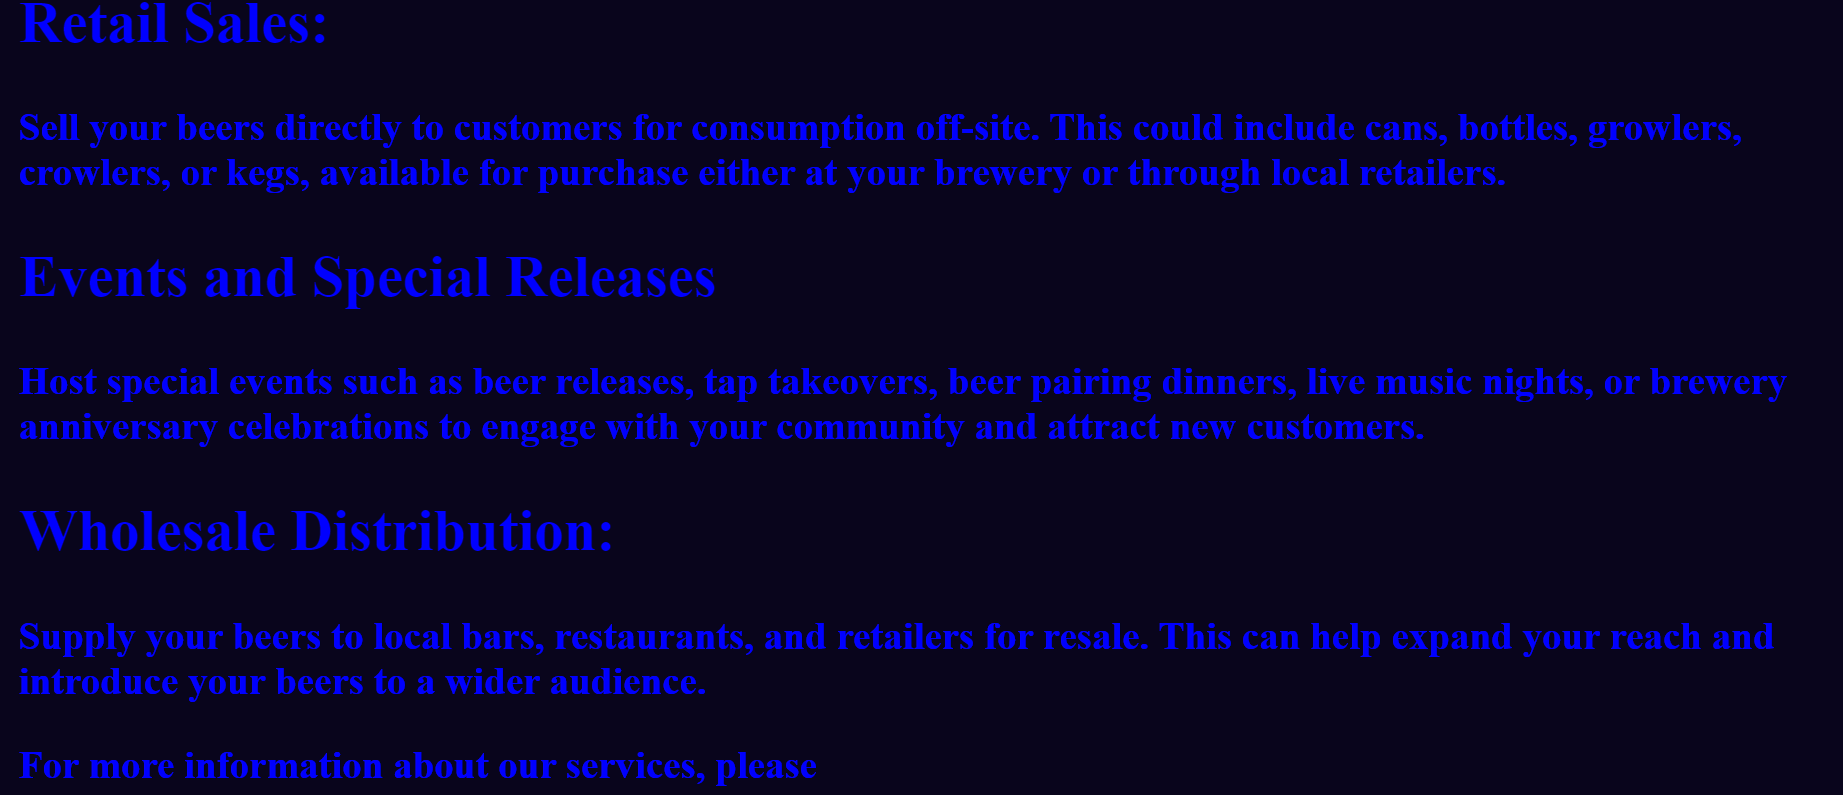 Retail Sales:
Sell your beers directly to customers for consumption off-site. This could include cans, bottles, growlers,
crowlers, or kegs, available for purchase either at your brewery or through local retailers.
Events and Special Releases
Host special events such as beer releases, tap takeovers, beer pairing dinners, live music nights, or brewery
anniversary celebrations to engage with your community and attract new customers.
Wholesale Distribution:
Supply your beers to local bars, restaurants, and retailers for resale. This can help expand your reach and
introduce your beers to a wider audience.
For more information about our services, please